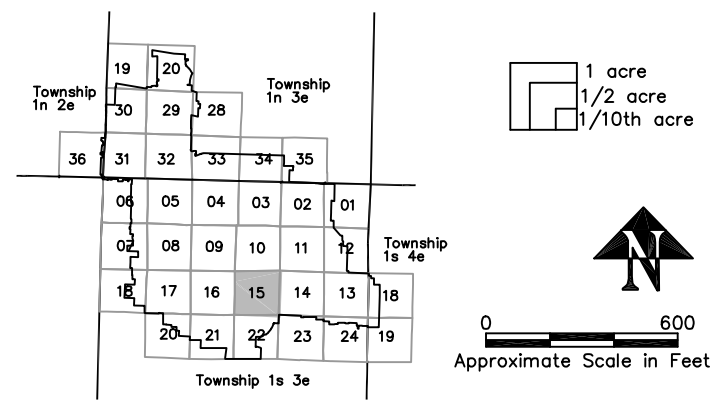 19 20
Township
1n 2e
Township
1n 3e
30 29 28
36 31 32 33 34 35
06 05 04 03 02 01
07 08 09 10 11 12
Township
1s 4e
18 17 16 15 14 13 18
20 21 22 23 24 19
Township 1s 3e
1 acre
1/2 acre
1/10th acre
N
0 600
Approximate Scale in Feet